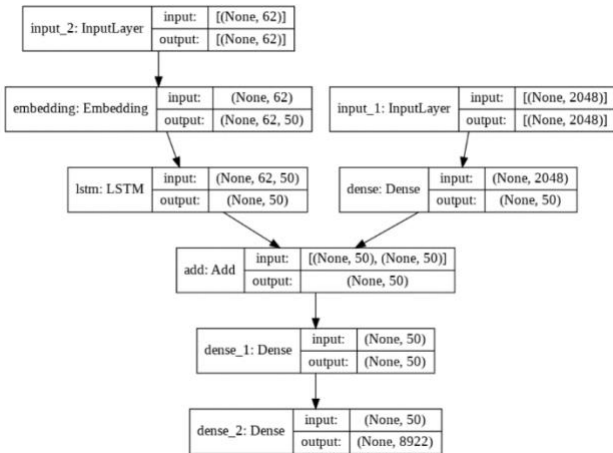 input_2: InputLayer
input: [(None, 62)]
output: [(None, 62)]
embedding: Embedding
input: (None, 62)
output: (None, 62, 50)
input_1: InputLayer
input: [(None, 2048)]
output: [(None, 2048)]
lstm: LSTM
input: (None, 62, 50)
output: (None, 50)
dense: Dense
input: (None, 2048)
output: (None, 50)
add: Add
input: [(None, 50), (None, 50)]
output: (None, 50)
dense_1: Dense
input: (None, 50)
output: (None, 50)
dense_2: Dense
input: (None, 50)
output: (None, 8922)